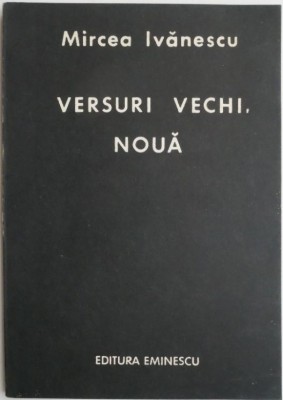 Mircea Ivănescu
VERSURI VECHI,
NOUĂ
EDITURA EMINESCU